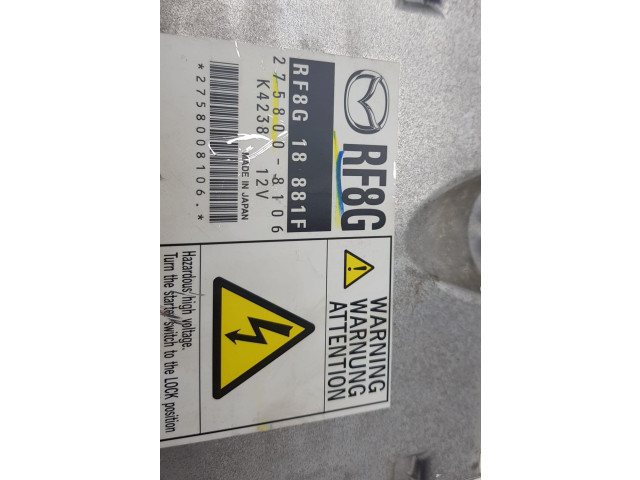 RF8G
RF8G 18 881F
275800-8106
K4238 12V
MADE IN JAPAN
*2758008106.*
WARNING
WARNUNG
ATTENTION
Hazardous high voltage.
Turn the starter switch to the LOCK position